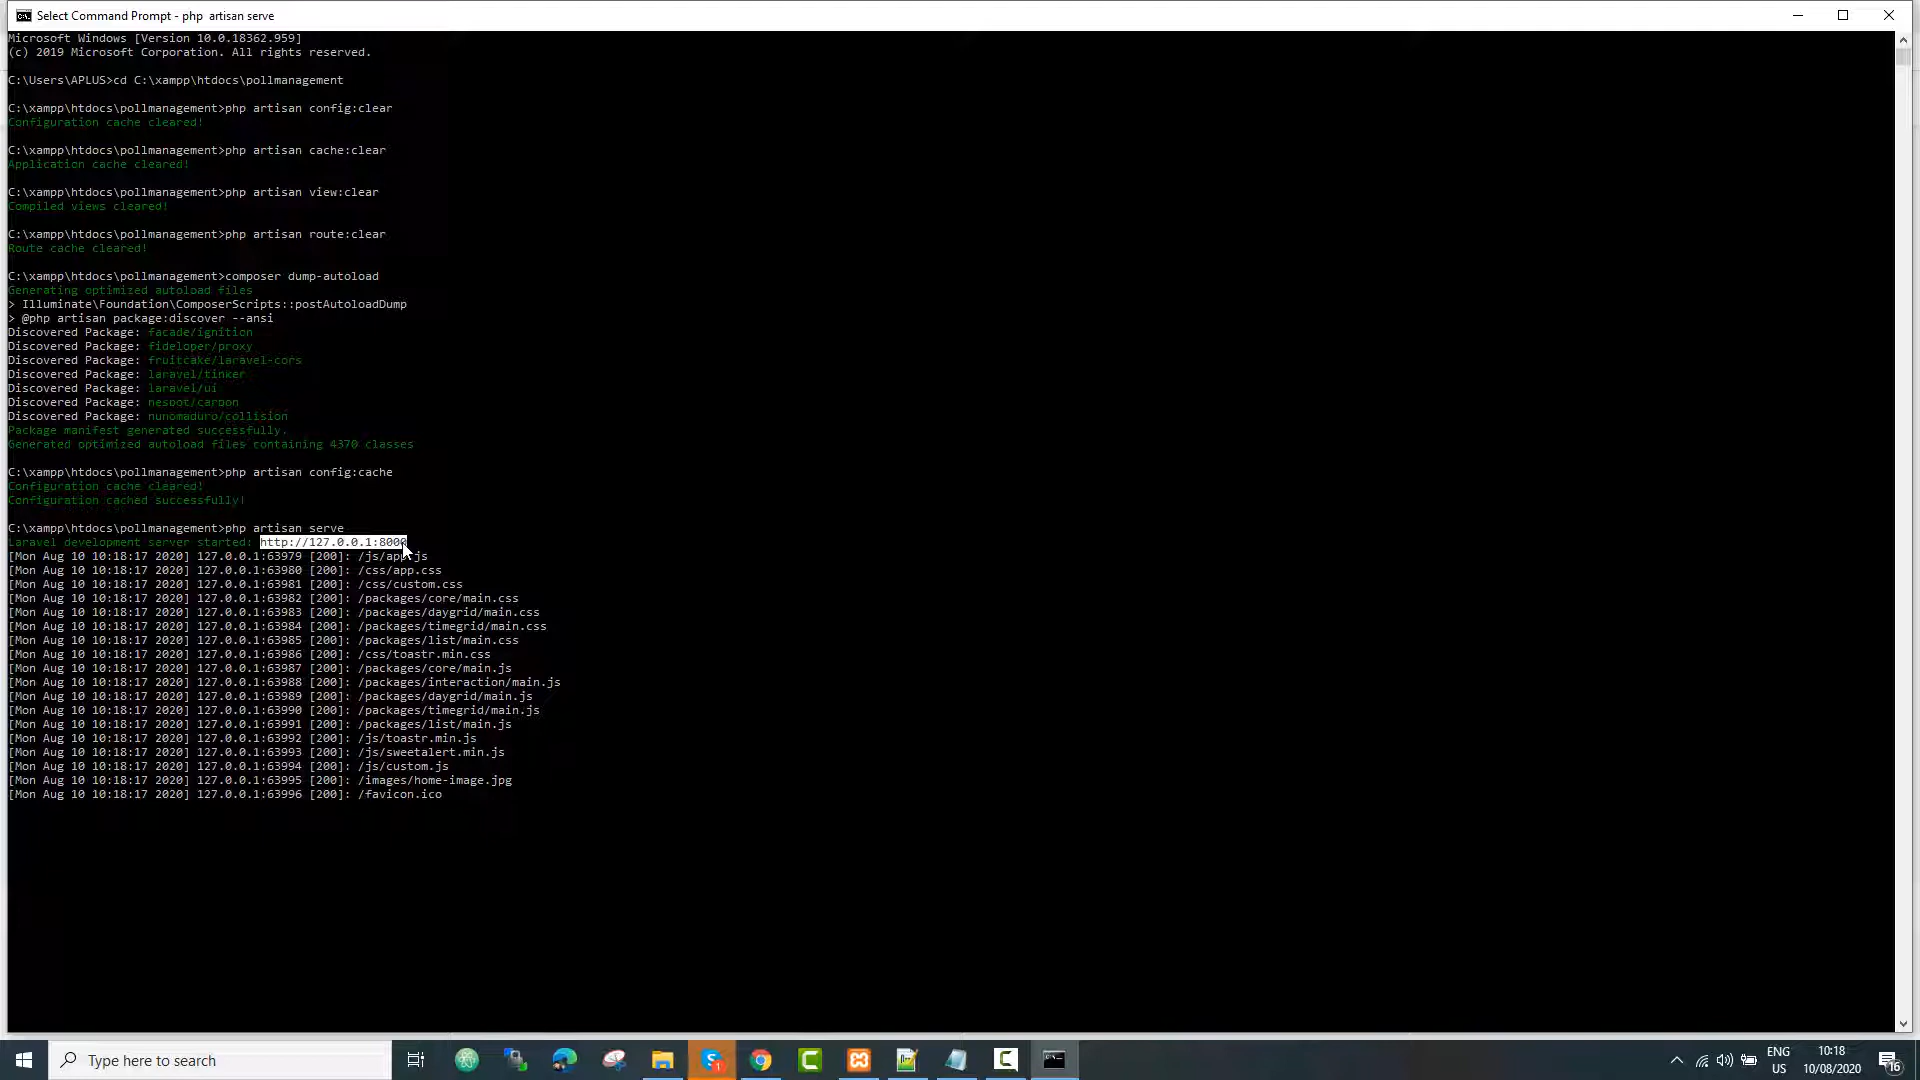 Select Command Prompt - php  artisan serve
Microsoft Windows [Version 10.0.18362.959]
(c) 2019 Microsoft Corporation. All rights reserved.
C:\Users\APLUS>cd C:\xampp\htdocs\pollmanagement
C:\xampp\htdocs\pollmanagement>php artisan config:clear
Configuration cache cleared!
C:\xampp\htdocs\pollmanagement>php artisan cache:clear
Application cache cleared!
C:\xampp\htdocs\pollmanagement>php artisan view:clear
Compiled views cleared!
C:\xampp\htdocs\pollmanagement>php artisan route:clear
Route cache cleared!
C:\xampp\htdocs\pollmanagement>composer dump-autoload
Generating optimized autoload files
> Illuminate\Foundation\ComposerScripts::postAutoloadDump
> @php artisan package:discover --ansi
Discovered Package: facade/ignition
Discovered Package: fideloper/proxy
Discovered Package: fruitcake/laravel-cors
Discovered Package: laravel/tinker
Discovered Package: laravel/ui
Discovered Package: nesbot/carbon
Discovered Package: nunomaduro/collision
Package manifest generated successfully.
Generated optimized autoload files containing 4370 classes
C:\xampp\htdocs\pollmanagement>php artisan config:cache
Configuration cache cleared!
Configuration cached successfully!
C:\xampp\htdocs\pollmanagement>php artisan serve
Laravel development server started: http://127.0.0.1:8000
[Mon Aug 10 10:18:17 2020] 127.0.0.1:63979 [200]: /js/app.js
[Mon Aug 10 10:18:17 2020] 127.0.0.1:63980 [200]: /css/app.css
[Mon Aug 10 10:18:17 2020] 127.0.0.1:63981 [200]: /css/custom.css
[Mon Aug 10 10:18:17 2020] 127.0.0.1:63982 [200]: /packages/core/main.css
[Mon Aug 10 10:18:17 2020] 127.0.0.1:63983 [200]: /packages/daygrid/main.css
[Mon Aug 10 10:18:17 2020] 127.0.0.1:63984 [200]: /packages/timegrid/main.css
[Mon Aug 10 10:18:17 2020] 127.0.0.1:63985 [200]: /packages/list/main.css
[Mon Aug 10 10:18:17 2020] 127.0.0.1:63986 [200]: /css/toastr.min.css
[Mon Aug 10 10:18:17 2020] 127.0.0.1:63987 [200]: /packages/core/main.js
[Mon Aug 10 10:18:17 2020] 127.0.0.1:63988 [200]: /packages/interaction/main.js
[Mon Aug 10 10:18:17 2020] 127.0.0.1:63989 [200]: /packages/daygrid/main.js
[Mon Aug 10 10:18:17 2020] 127.0.0.1:63990 [200]: /packages/timegrid/main.js
[Mon Aug 10 10:18:17 2020] 127.0.0.1:63991 [200]: /packages/list/main.js
[Mon Aug 10 10:18:17 2020] 127.0.0.1:63992 [200]: /js/toastr.min.js
[Mon Aug 10 10:18:17 2020] 127.0.0.1:63993 [200]: /js/sweetalert.min.js
[Mon Aug 10 10:18:17 2020] 127.0.0.1:63994 [200]: /js/custom.js
[Mon Aug 10 10:18:17 2020] 127.0.0.1:63995 [200]: /images/home-image.jpg
[Mon Aug 10 10:18:17 2020] 127.0.0.1:63996 [200]: /favicon.ico
Type here to search
ENG
US
10:18
10/08/2020
16